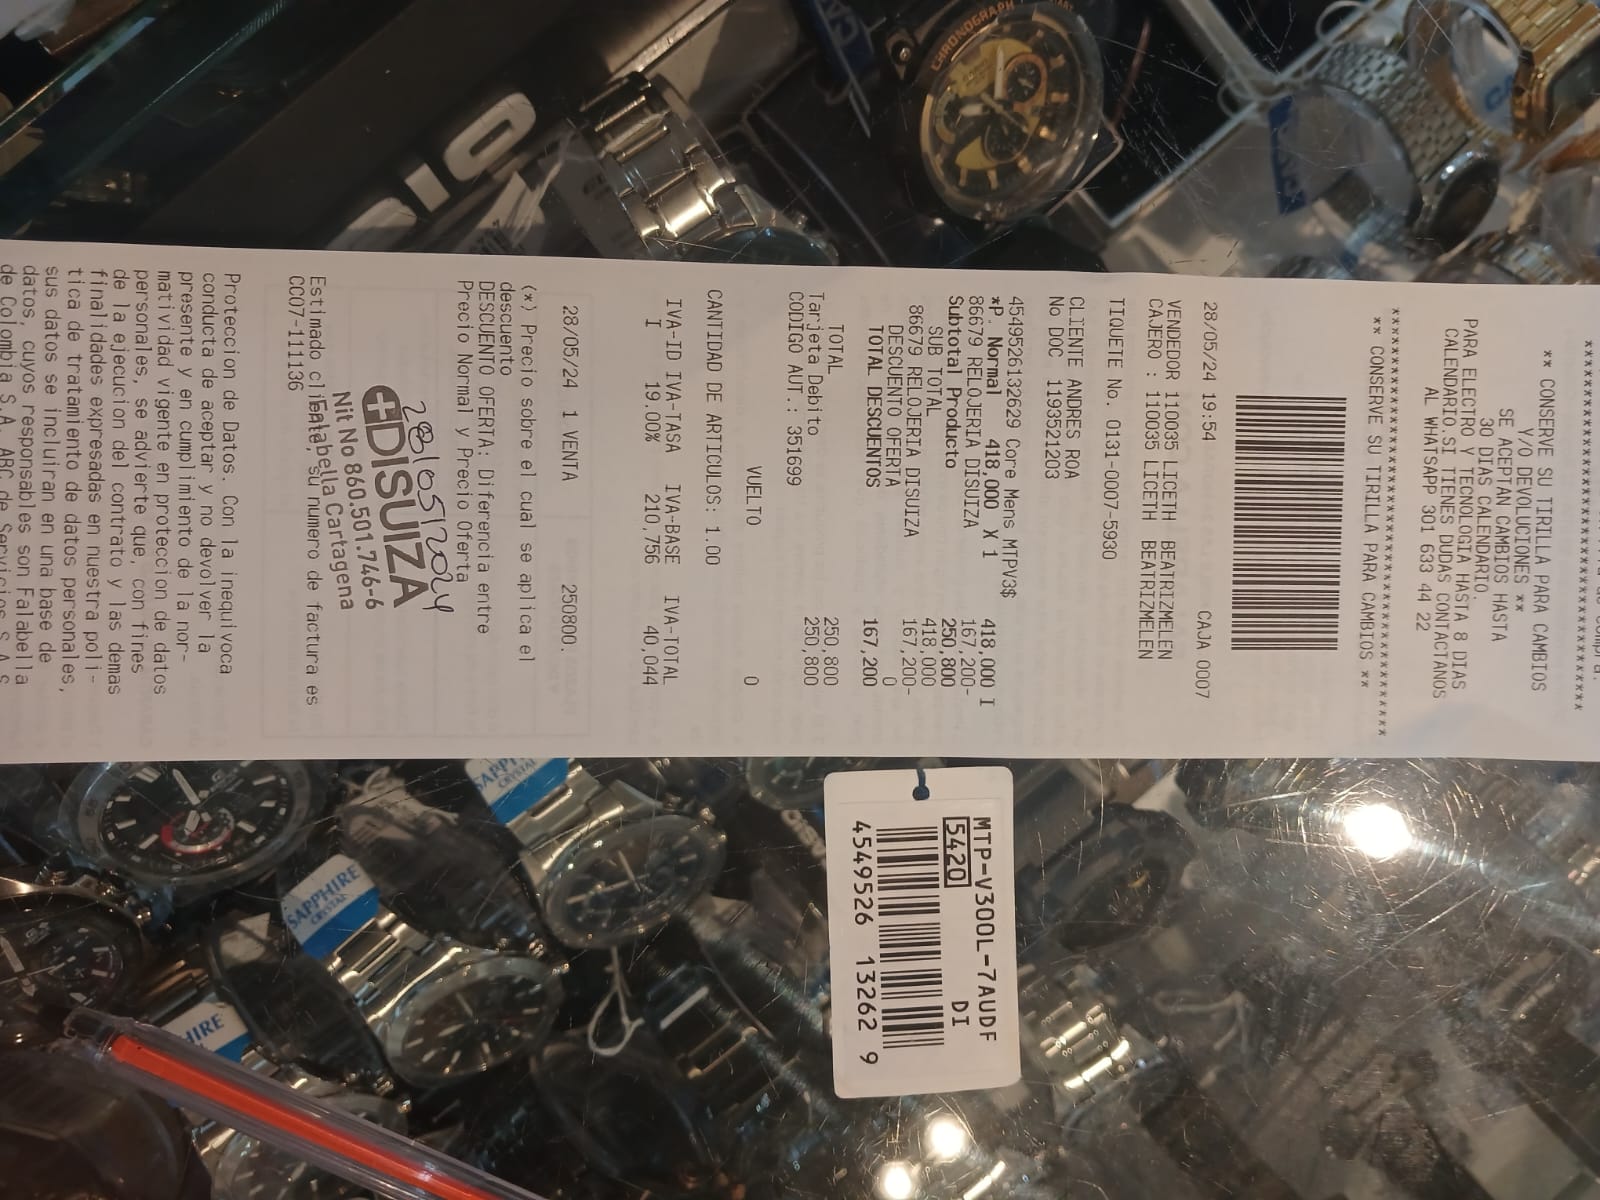 *************************************
** CONSERVE SU TIRILLA PARA CAMBIOS
Y/O DEVOLUCIONES **
SE ACEPTAN CAMBIOS HASTA
30 DIAS CALENDARIO.
PARA ELECTRO Y TECNOLOGIA HASTA 8 DIAS
CALENDARIO.SI TIENES DUDAS CONTACTANOS
AL WHATSAPP 301 633 44 22
****************************************
** CONSERVE SU TIRILLA PARA CAMBIOS **
28/05/24 19:54 CAJA 0007
VENDEDOR 110035 LICETH BEATRIZMELEN
CAJERO : 110035 LICETH BEATRIZMELEN
TIQUETE No. 0131-0007-5930
CLIENTE ANDRES ROA
No DOC 1193521203
4549526132629 Core Mens MTPV3$
*P. Normal 418,000 X 1 418,000 I
86679 RELOJERIA DISUIZA 167,200-
Subtotal Producto 250,800
SUB TOTAL 418,000
86679 RELOJERIA DISUIZA 167,200-
DESCUENTO OFERTA 0
TOTAL DESCUENTOS 167,200
TOTAL 250,800
Tarjeta Debito 250,800
CODIGO AUT.: 351699
VUELTO 0
CANTIDAD DE ARTICULOS: 1.00
IVA-ID IVA-TASA IVA-BASE IVA-TOTAL
I 19.00% 210,756 40,044
28/05/24 1 VENTA 250800.
(*) Precio sobre el cual se aplica el
descuento
DESCUENTO OFERTA: Diferencia entre
Precio Normal y Precio Oferta
28/05/2024
DISUIZA
Nit No 860.501.746-6
Falabella Cartagena
Estimado cliente, su numero de factura es
CC07-111136
Proteccion de Datos. Con la inequivoca
conducta de aceptar y no devolver la
presente y en cumplimiento de la nor-
matividad vigente en proteccion de datos
personales, se advierte que, con fines
de la ejecucion del contrato y las demas
finalidades expresadas en nuestra poli-
tica de tratamiento de datos personales,
sus datos se incluiran en una base de
datos, cuyos responsables son Falabella
de Colombia S.A. ABC de Servicios S.A.S
MTP-V300L-7AUDF
5420 DI
4549526 13262 9
CHRONOGRAPH
SAPPHIRE
CRYSTAL
SAPPHIRE
CRYSTAL